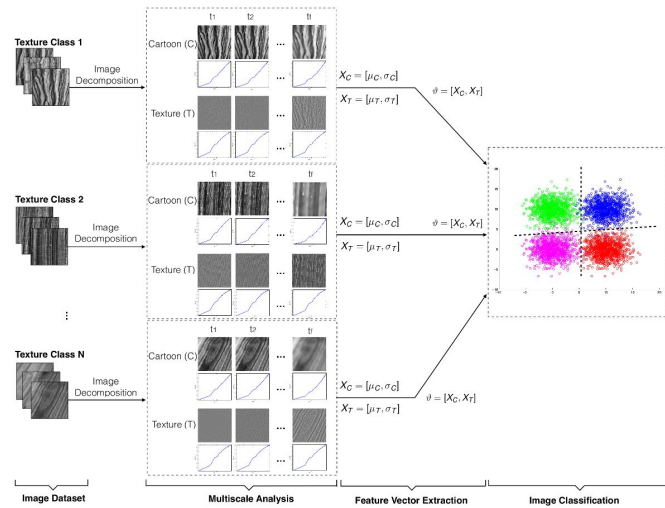 Texture Class 1
Image
Decomposition
t1 t2 tf
Cartoon (C)
...
...
Texture (T)
...
...
XC = [μC, σC]
XT = [μT, σT]
ϑ = [XC, XT]
Texture Class 2
Image
Decomposition
t1 t2 tf
Cartoon (C)
...
...
Texture (T)
...
...
XC = [μC, σC]
XT = [μT, σT]
ϑ = [XC, XT]
...
Texture Class N
Image
Decomposition
t1 t2 tf
Cartoon (C)
...
...
Texture (T)
...
...
XC = [μC, σC]
XT = [μT, σT]
ϑ = [XC, XT]
Image Dataset
Multiscale Analysis
Feature Vector Extraction
Image Classification